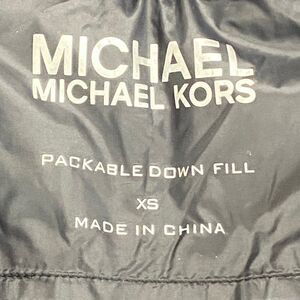 MICHAEL
MICHAEL KORS
PACKABLE DOWN FILL
XS
MADE IN CHINA